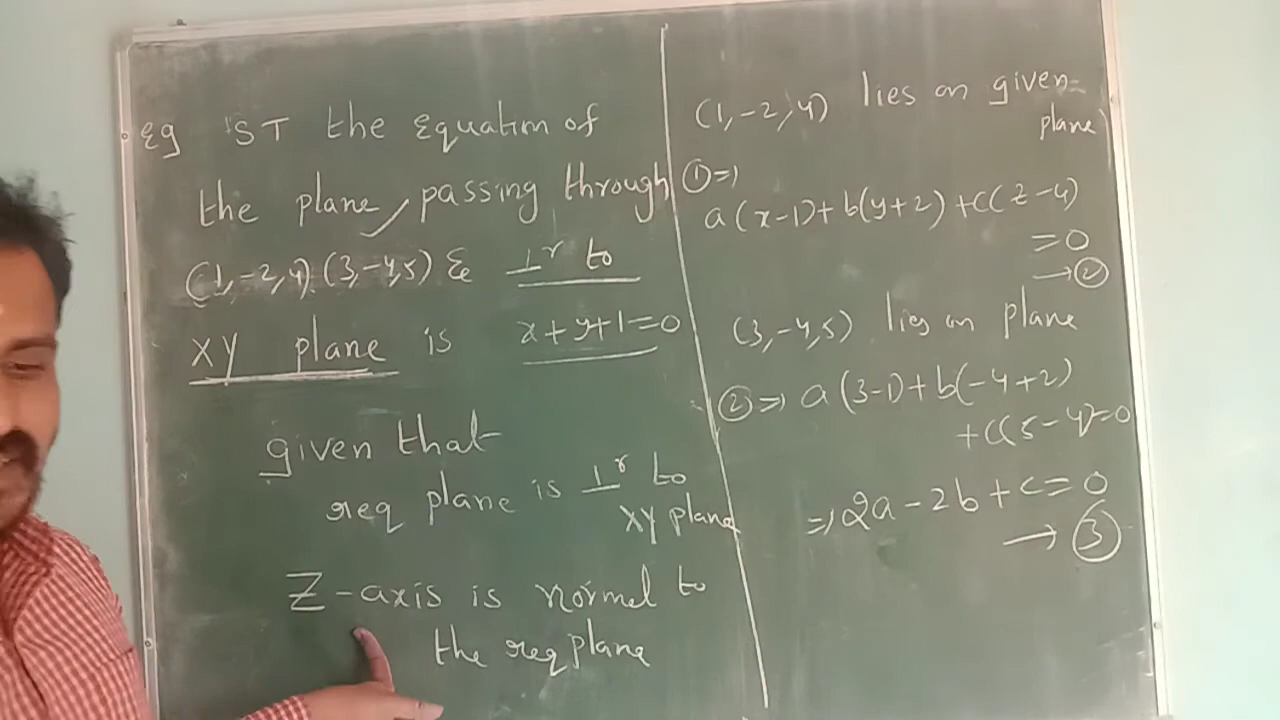 eg ST the Equation of
the plane, passing through
(1,-2,4) (3,-4,5) & ⊥r to
XY plane is x+y+1=0
given that
req plane is ⊥r to
XY plane
Z-axis is normel to
the req plane
(1,-2,4) lies on given
plane
①⇒
a(x-1)+b(y+2)+c(z-4)
=0
→②
(3,-4,5) lies on plane
②⇒ a(3-1)+b(-4+2)
+c(5-4)=0
⇒2a-2b+c=0
→③